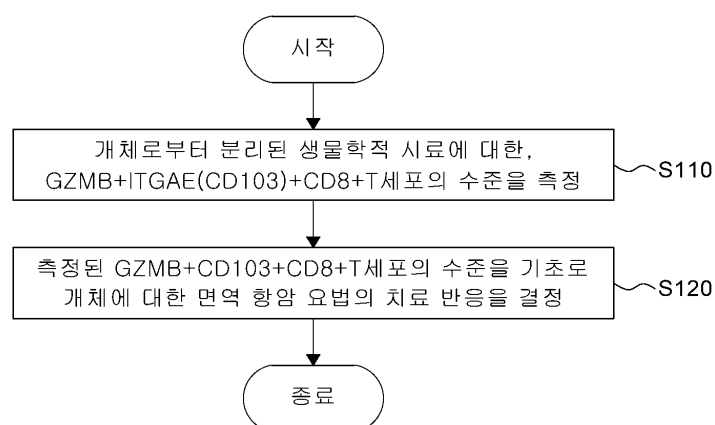 시작
개체로부터 분리된 생물학적 시료에 대한,
GZMB+ITGAE(CD103)+CD8+T세포의 수준을 측정
S110
측정된 GZMB+CD103+CD8+T세포의 수준을 기초로
개체에 대한 면역 항암 요법의 치료 반응을 결정
S120
종료